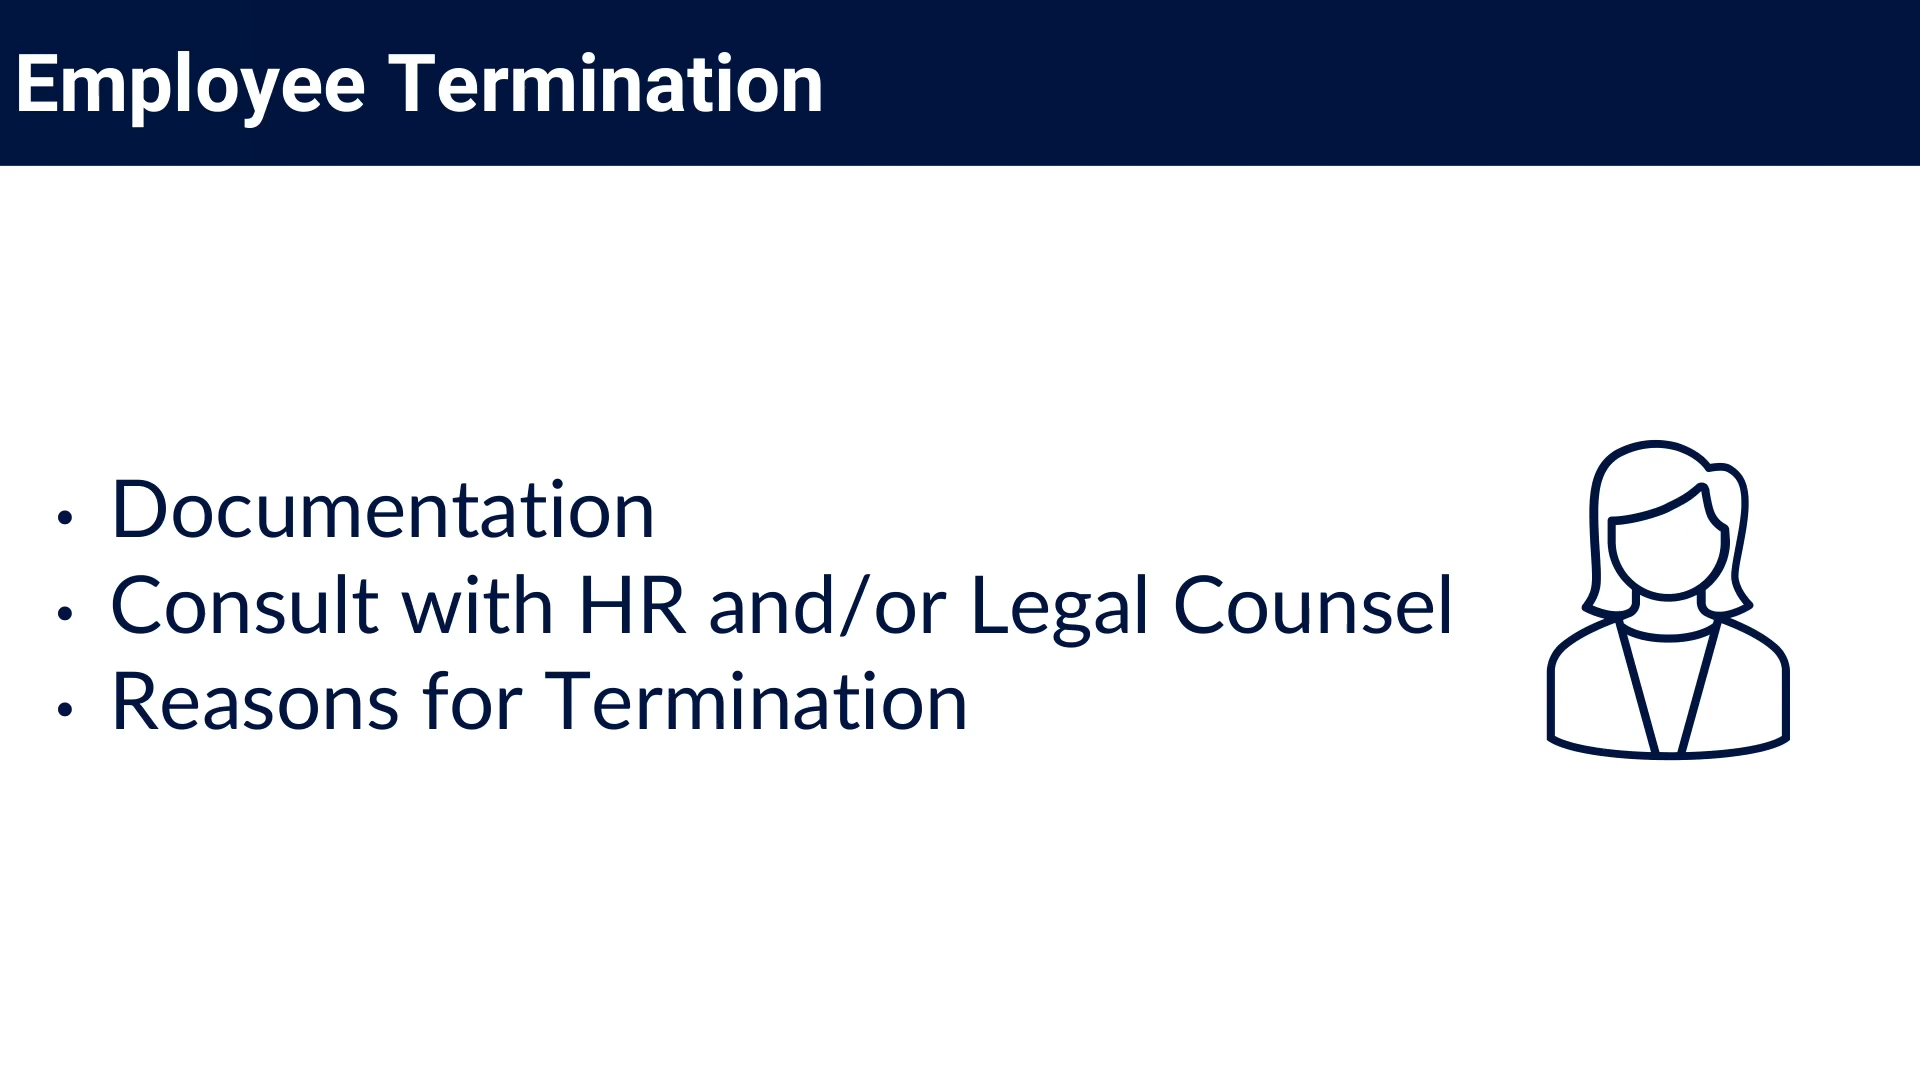 Employee Termination
• Documentation
• Consult with HR and/or Legal Counsel
• Reasons for Termination